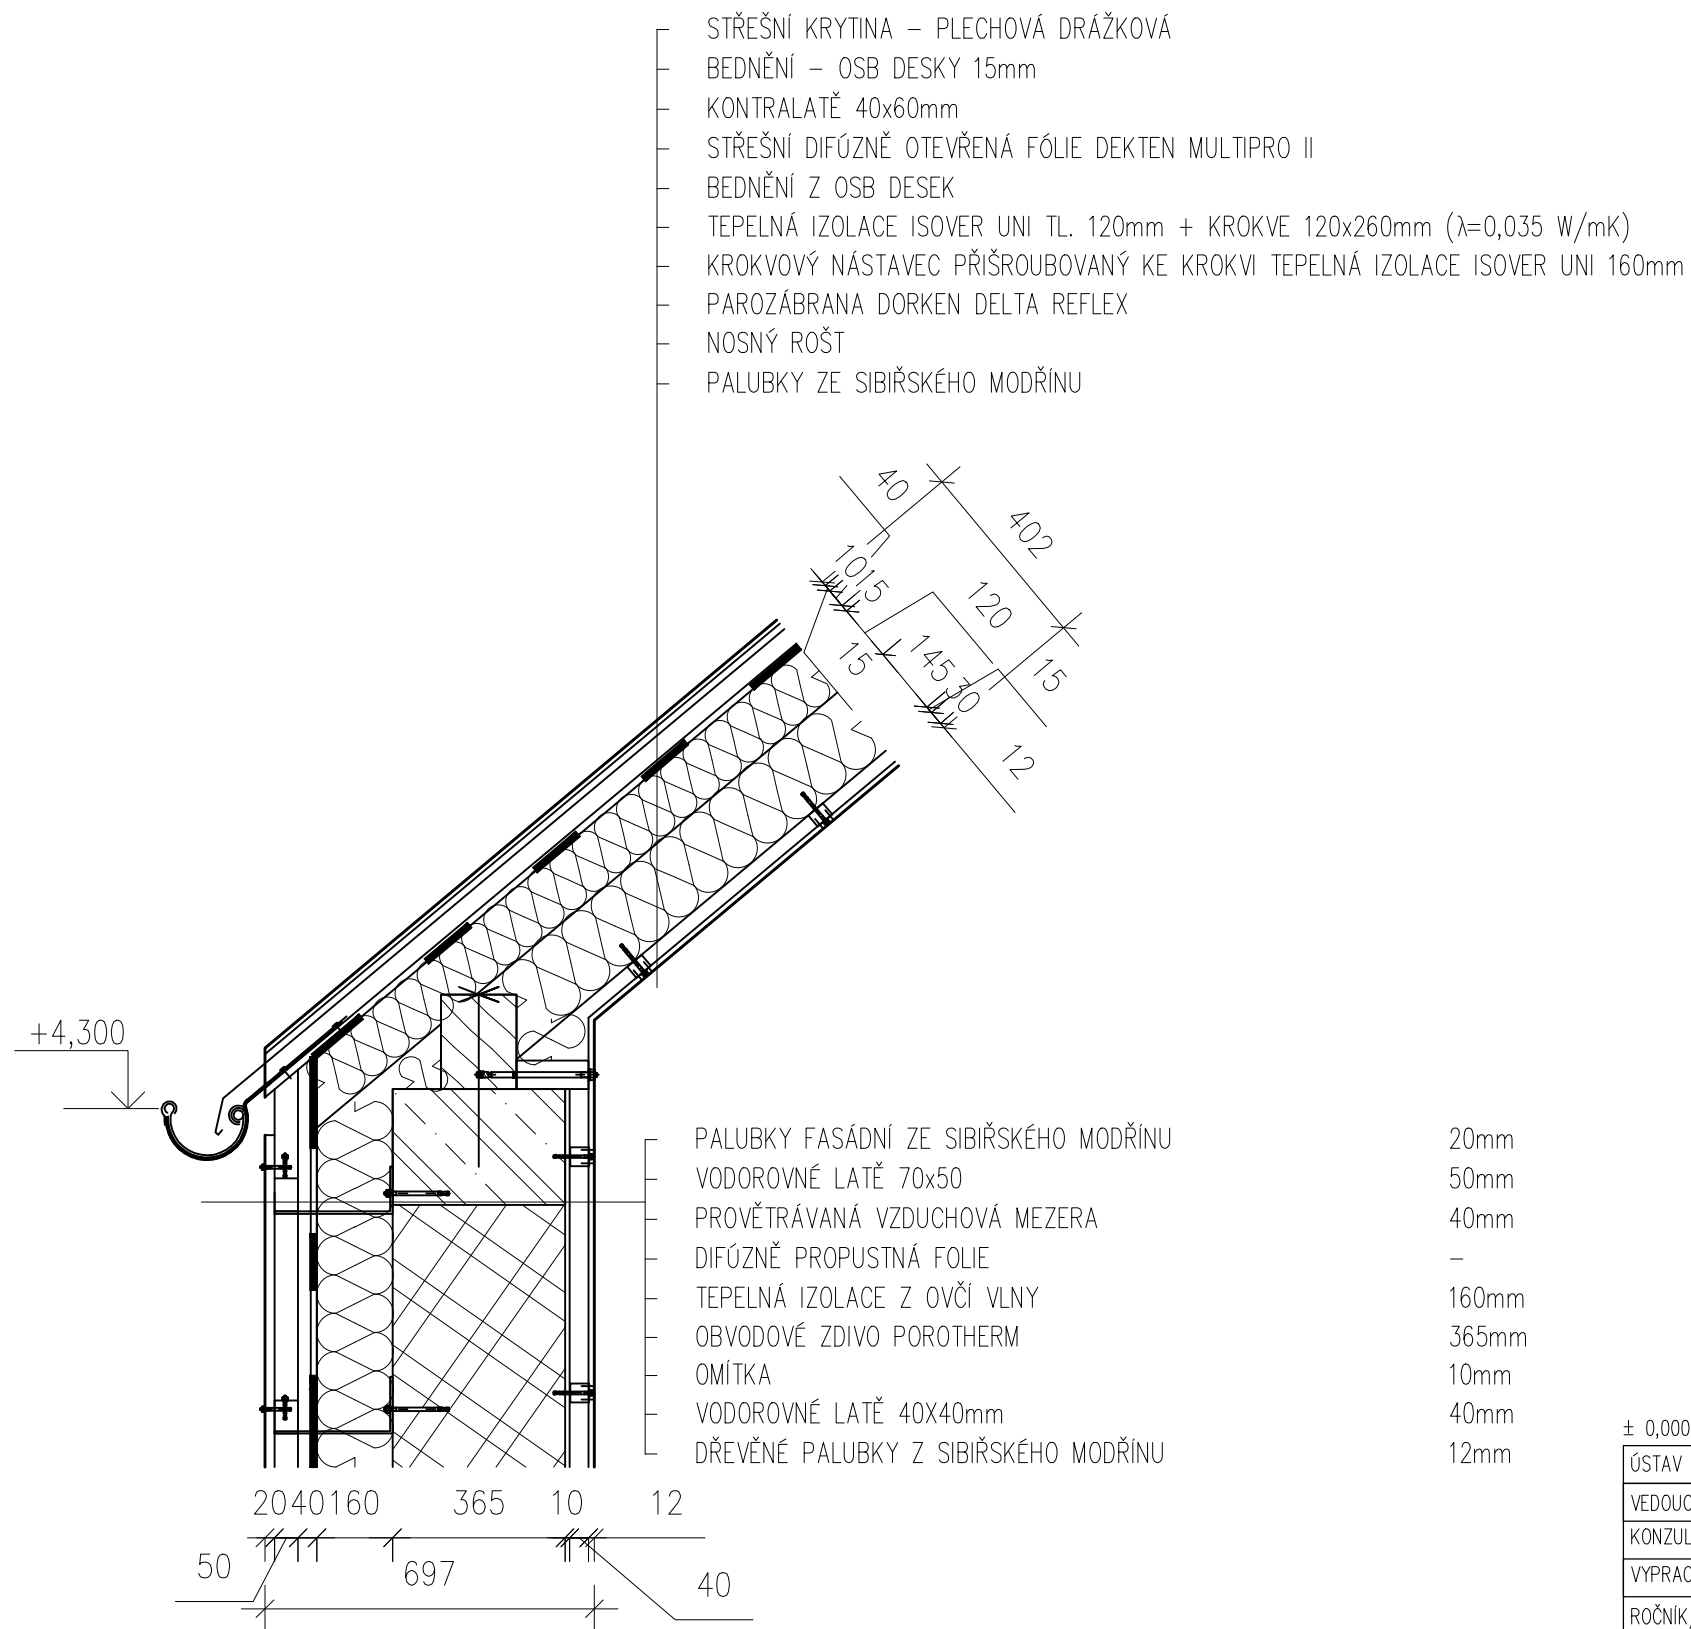 STŘEŠNÍ KRYTINA – PLECHOVÁ DRÁŽKOVÁ
BEDNĚNÍ – OSB DESKY 15mm
KONTRALATĚ 40x60mm
STŘEŠNÍ DIFÚZNĚ OTEVŘENÁ FÓLIE DEKTEN MULTIPRO II
BEDNĚNÍ Z OSB DESEK
TEPELNÁ IZOLACE ISOVER UNI TL. 120mm + KROKVE 120x260mm (λ=0,035 W/mK)
KROKVOVÝ NÁSTAVEC PŘIŠROUBOVANÝ KE KROKVI TEPELNÁ IZOLACE ISOVER UNI 160mm
PAROZÁBRANA DORKEN DELTA REFLEX
NOSNÝ ROŠT
PALUBKY ZE SIBIŘSKÉHO MODŘÍNU
40
402
10
15
120
15
145
30
15
12
+4,300
PALUBKY FASÁDNÍ ZE SIBIŘSKÉHO MODŘÍNU 20mm
VODOROVNÉ LATĚ 70x50 50mm
PROVĚTRÁVANÁ VZDUCHOVÁ MEZERA 40mm
DIFÚZNĚ PROPUSTNÁ FOLIE –
TEPELNÁ IZOLACE Z OVČÍ VLNY 160mm
OBVODOVÉ ZDIVO POROTHERM 365mm
OMÍTKA 10mm
VODOROVNÉ LATĚ 40X40mm 40mm
DŘEVĚNÉ PALUBKY Z SIBIŘSKÉHO MODŘÍNU 12mm
20 40 160 365 10 12
50 697 40
± 0,000
ÚSTAV
VEDOUC
KONZUL
VYPRAC
ROČNÍK,